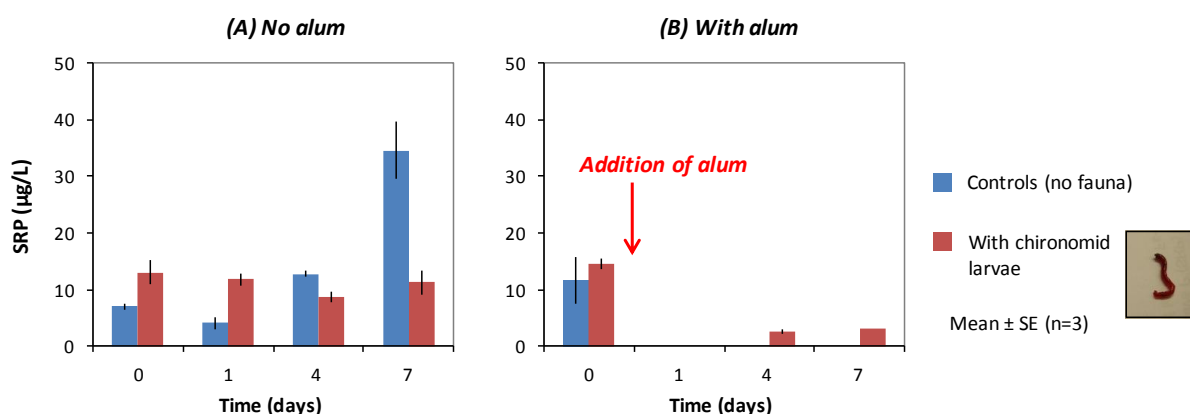 (A) No alum
(B) With alum
SRP (µg/L)
50
40
30
20
10
0
0 1 4 7
Time (days)
50
40
30
20
10
0
0 1 4 7
Time (days)
Addition of alum
Controls (no fauna)
With chironomid
larvae
Mean ± SE (n=3)